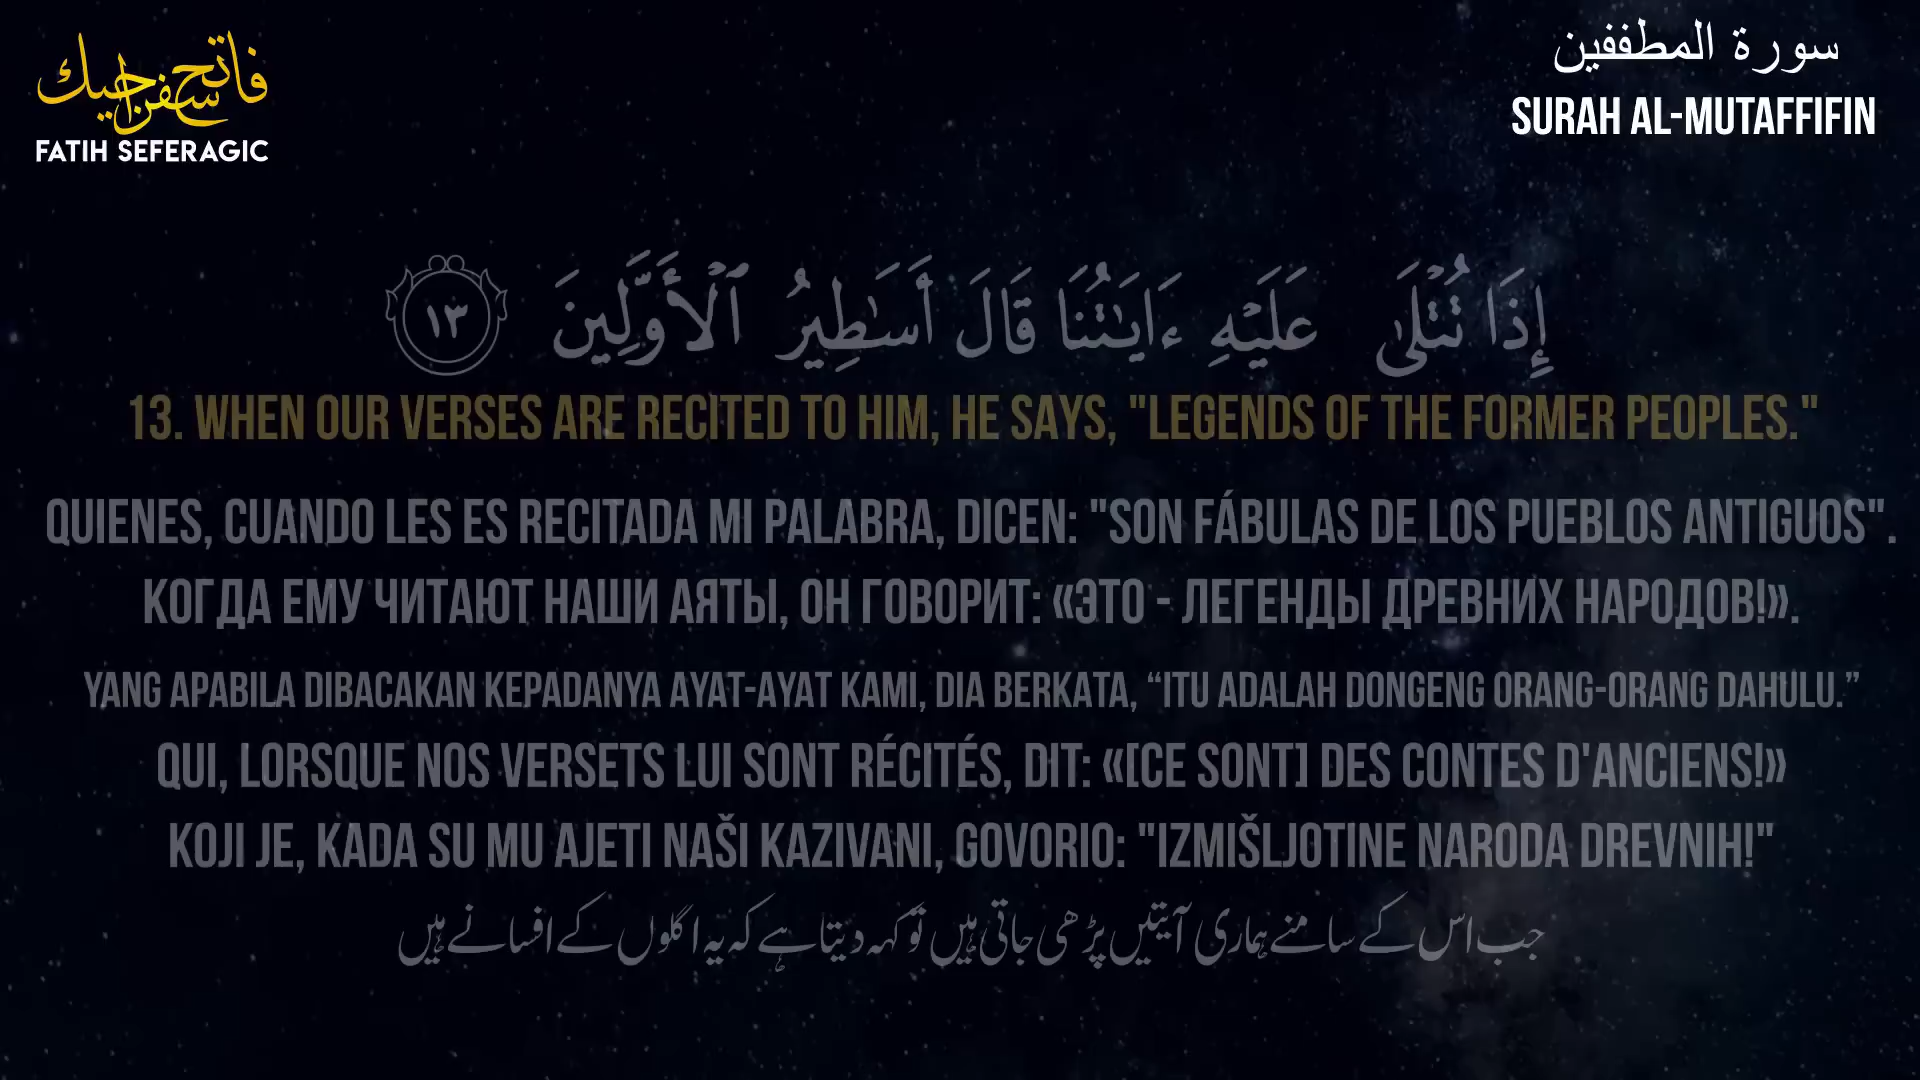 فاتح سفراجيك
FATIH SEFERAGIC
سورة المطففين
SURAH AL-MUTAFFIFIN
إِذَا تُتْلَىٰ عَلَيْهِ ءَايَـٰتُنَا قَالَ أَسَـٰطِيرُ ٱلْأَوَّلِينَ ١٣
13. WHEN OUR VERSES ARE RECITED TO HIM, HE SAYS, "LEGENDS OF THE FORMER PEOPLES."
QUIENES, CUANDO LES ES RECITADA MI PALABRA, DICEN: "SON FÁBULAS DE LOS PUEBLOS ANTIGUOS".
КОГДА ЕМУ ЧИТАЮТ НАШИ АЯТЫ, ОН ГОВОРИТ: «ЭТО - ЛЕГЕНДЫ ДРЕВНИХ НАРОДОВ!».
YANG APABILA DIBACAKAN KEPADANYA AYAT-AYAT KAMI, DIA BERKATA, “ITU ADALAH DONGENG ORANG-ORANG DAHULU.”
QUI, LORSQUE NOS VERSETS LUI SONT RÉCITÉS, DIT: «[CE SONT] DES CONTES D'ANCIENS!»
KOJI JE, KADA SU MU AJETI NAŠI KAZIVANI, GOVORIO: "IZMIŠLJOTINE NARODA DREVNIH!"
جب اس کے سامنے ہماری آیتیں پڑھی جاتی ہیں تو کہہ دیتا ہے کہ یہ اگلوں کے افسانے ہیں